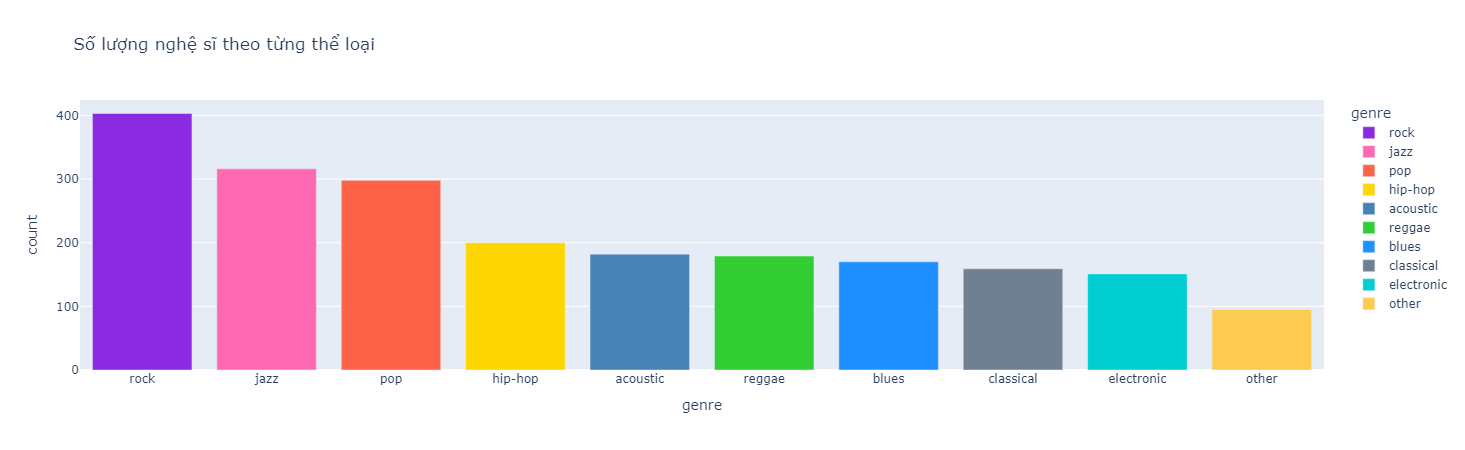 Số lượng nghệ sĩ theo từng thể loại
count
400
300
200
100
0
rock jazz pop hip-hop acoustic reggae blues classical electronic other
genre
genre
rock
jazz
pop
hip-hop
acoustic
reggae
blues
classical
electronic
other